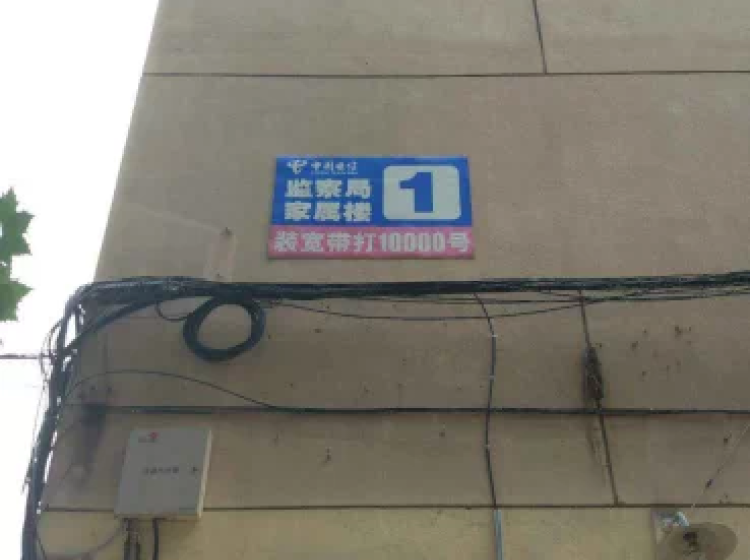 中国电信
监察局
家属楼
1
装宽带打10000号